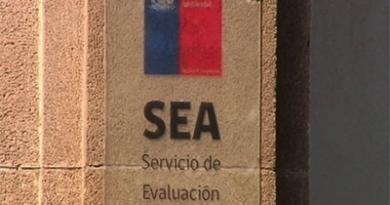 SEA
Servicio de
Evaluación